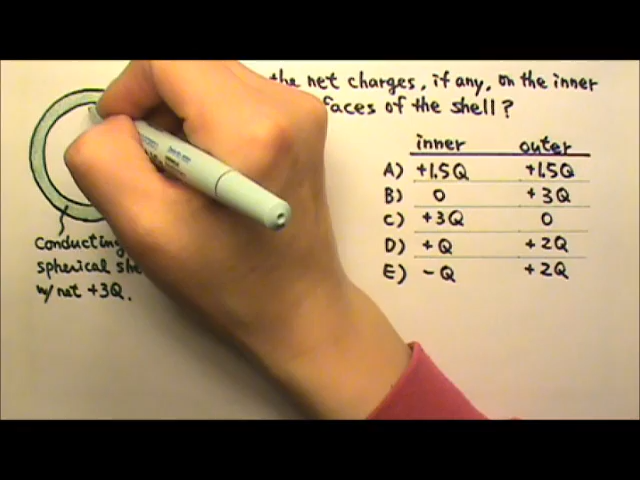 the net charges, if any, on the inner
faces of the shell?
inner outer
A) +1.5Q +1.5Q
B) 0 +3Q
C) +3Q 0
D) +Q +2Q
E) -Q +2Q
Conducting
spherical she
w/ net +3Q.